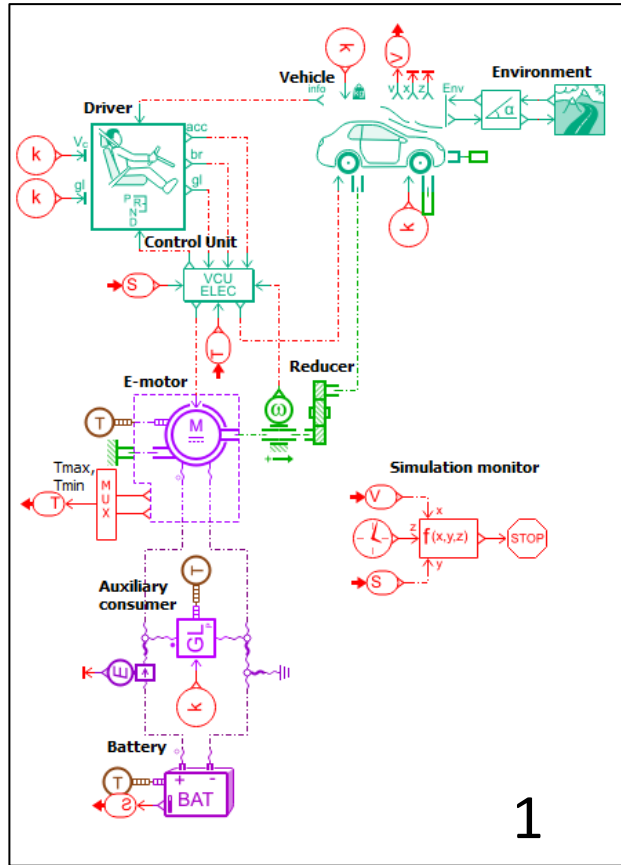 k
V
Vehicle
info
v x z
Env
Environment
kg
α
Driver
acc
k
Vc
br
k
gl
gl
P
R
N
D
k
Control Unit
S
VCU
ELEC
T
Reducer
E-motor
ω
T
M
Tmax,
Tmin
T
MUX
Simulation monitor
V
x
z
f(x,y,z)
STOP
S
y
T
Auxiliary
consumer
GL
P
E
k
Battery
T
+ -
S
BAT
1